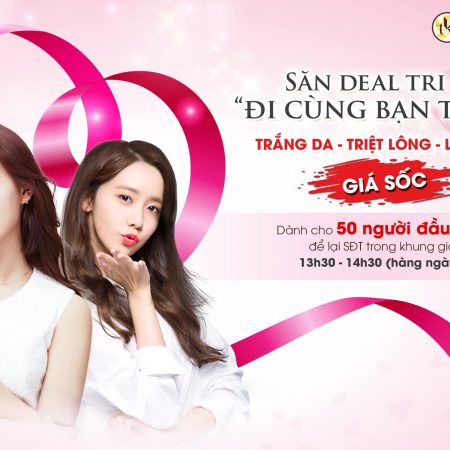 SĂN DEAL TRI
“ĐI CÙNG BẠN T
TRẮNG DA - TRIỆT LÔNG - L
GIÁ SỐC
Dành cho 50 người đầu
để lại SĐT trong khung gi
13h30 - 14h30 (hàng ngày